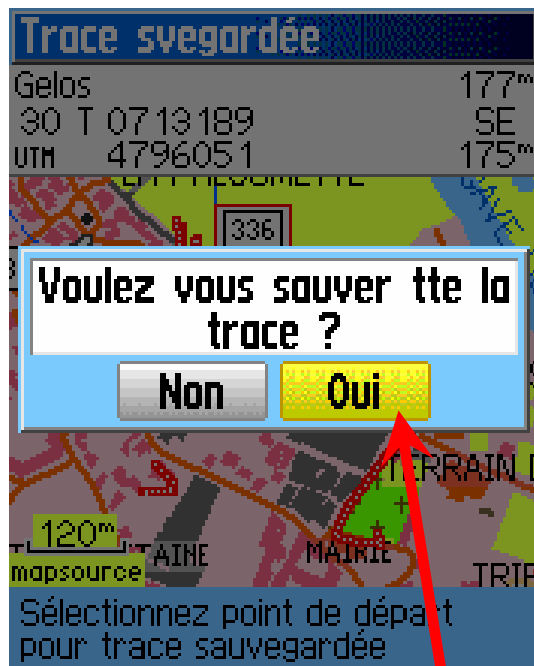 Trace svegardée
Gelos 177m
30 T 0713189 SE
UTM 4796051 175m
336
Voulez vous sauver tte la
trace ?
Non Oui
TERRAIN
120m
TAINE MAIRIE
mapsource TRIP
Sélectionnez point de départ
pour trace sauvegardée